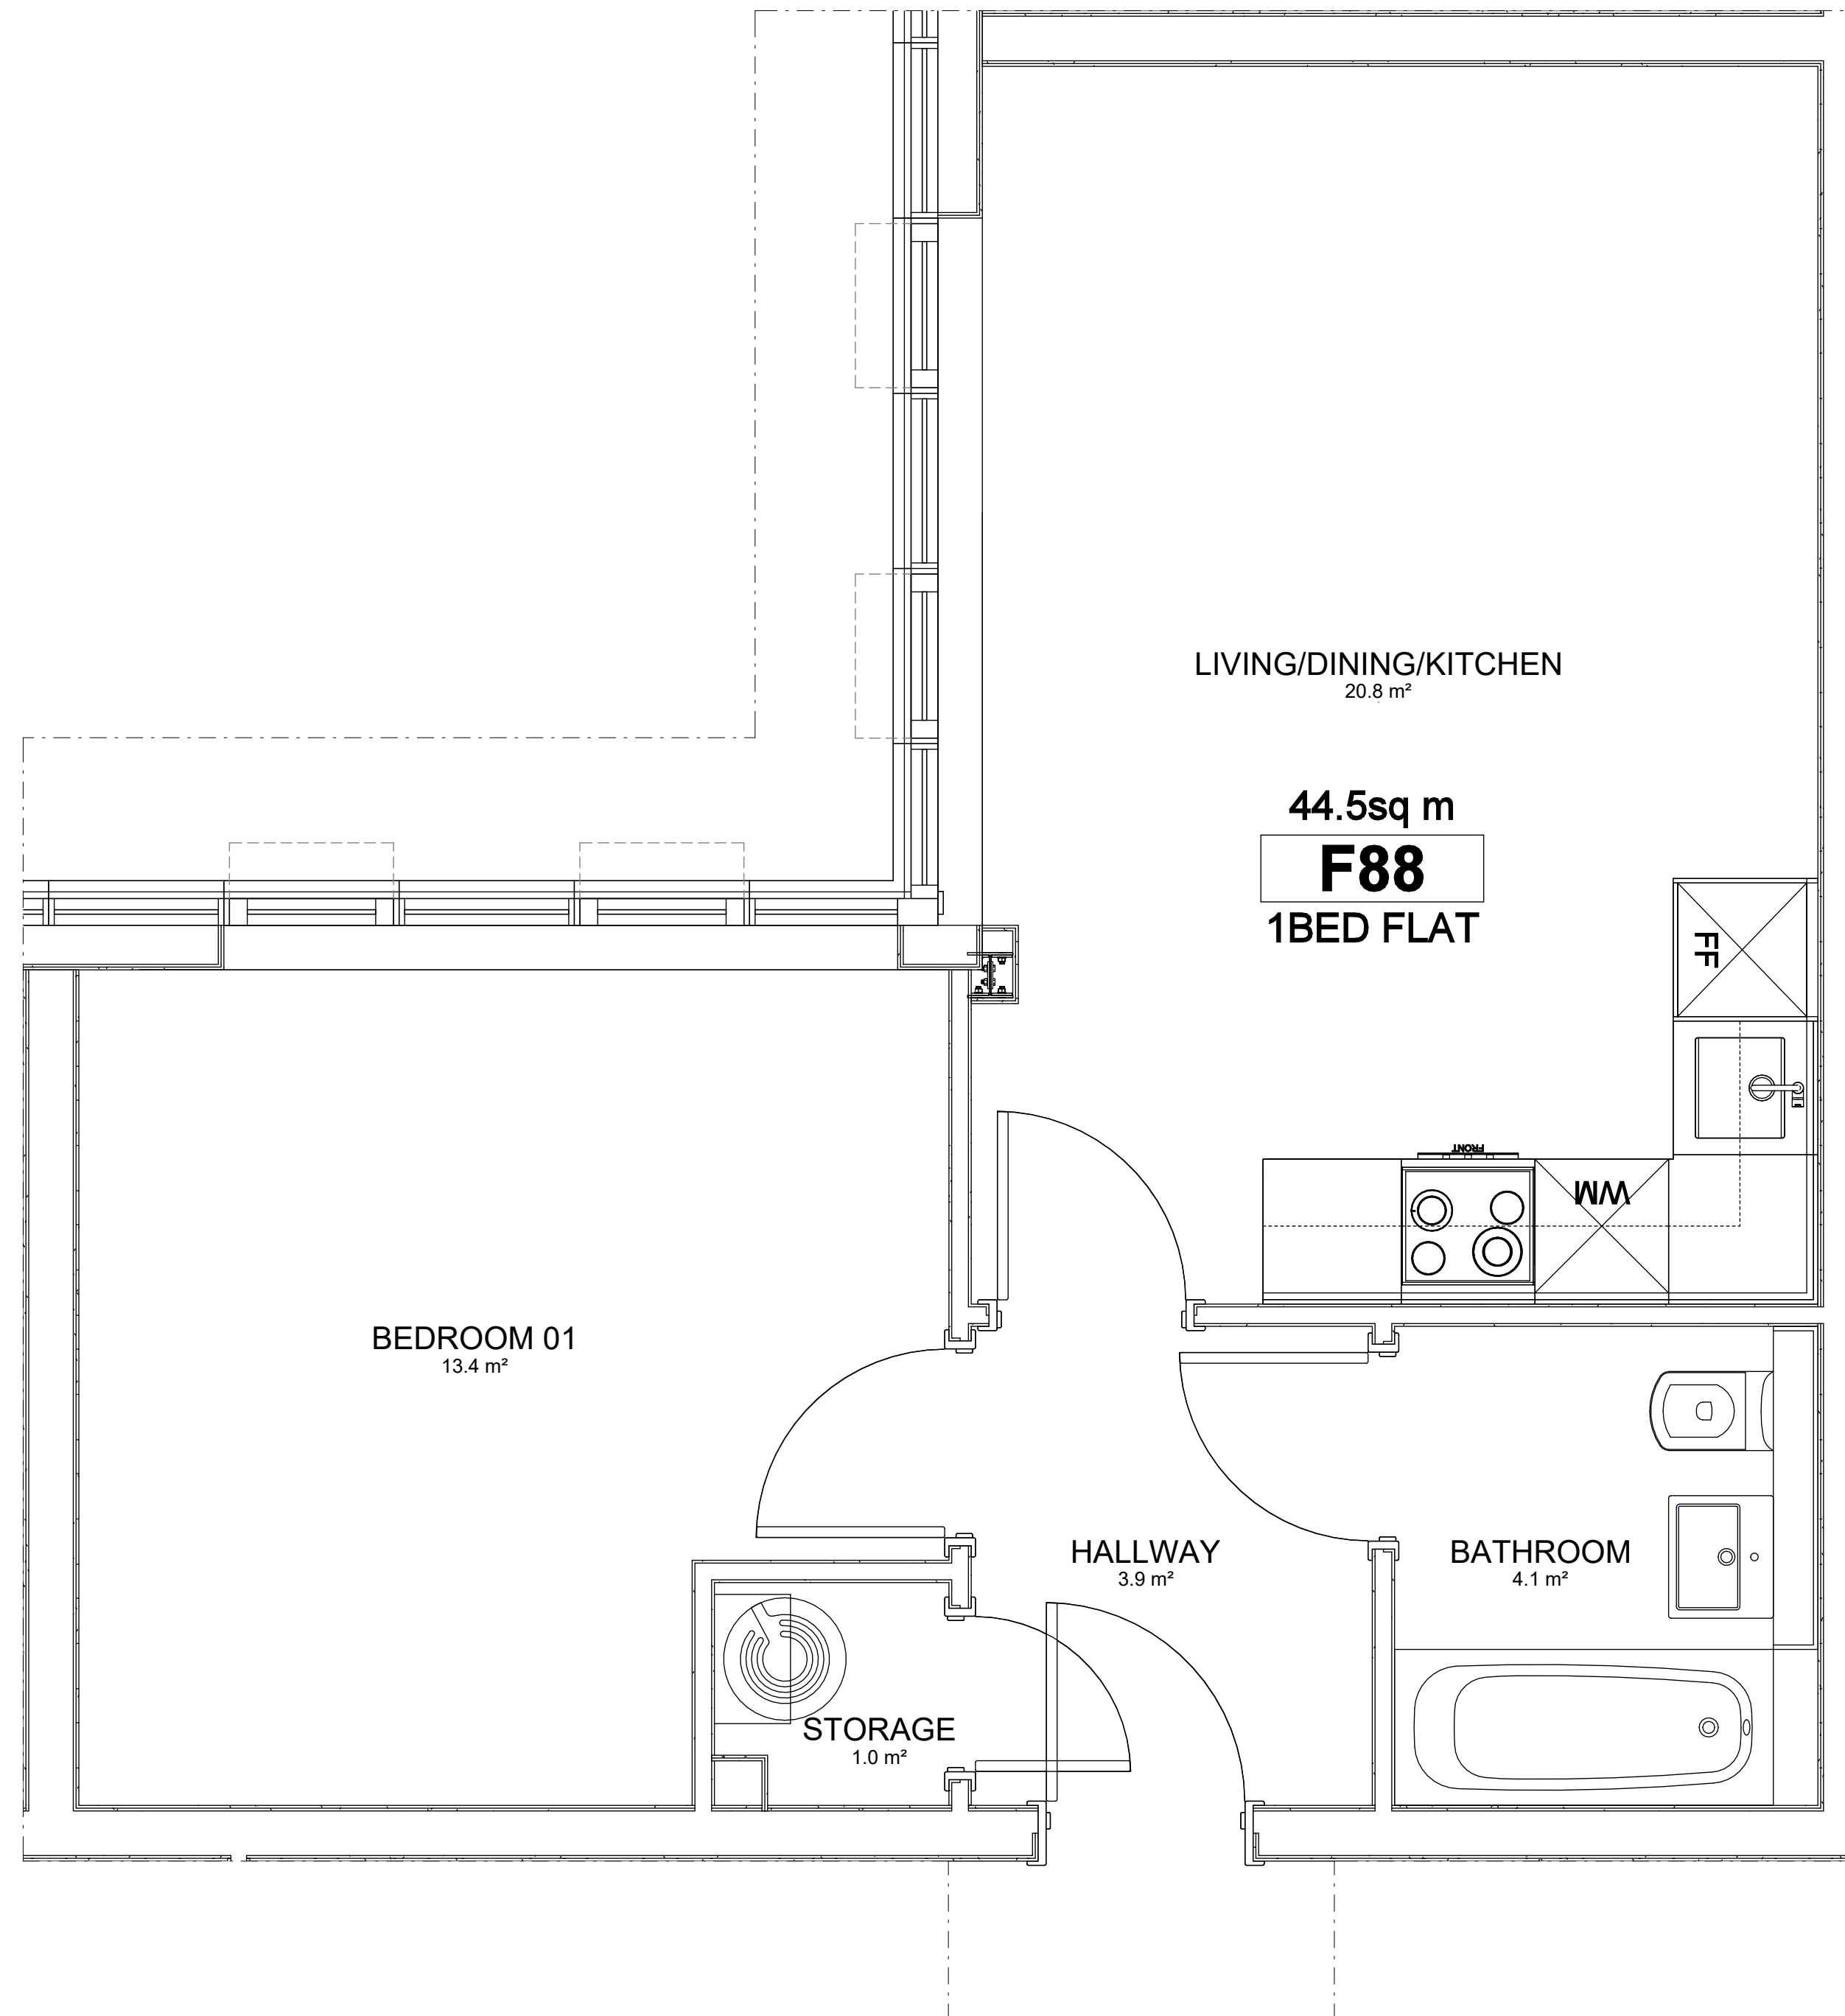 LIVING/DINING/KITCHEN
20.8 m²
44.5sq m
F88
1BED FLAT
FF
FRONT
WM
BEDROOM 01
13.4 m²
HALLWAY
3.9 m²
BATHROOM
4.1 m²
STORAGE
1.0 m²